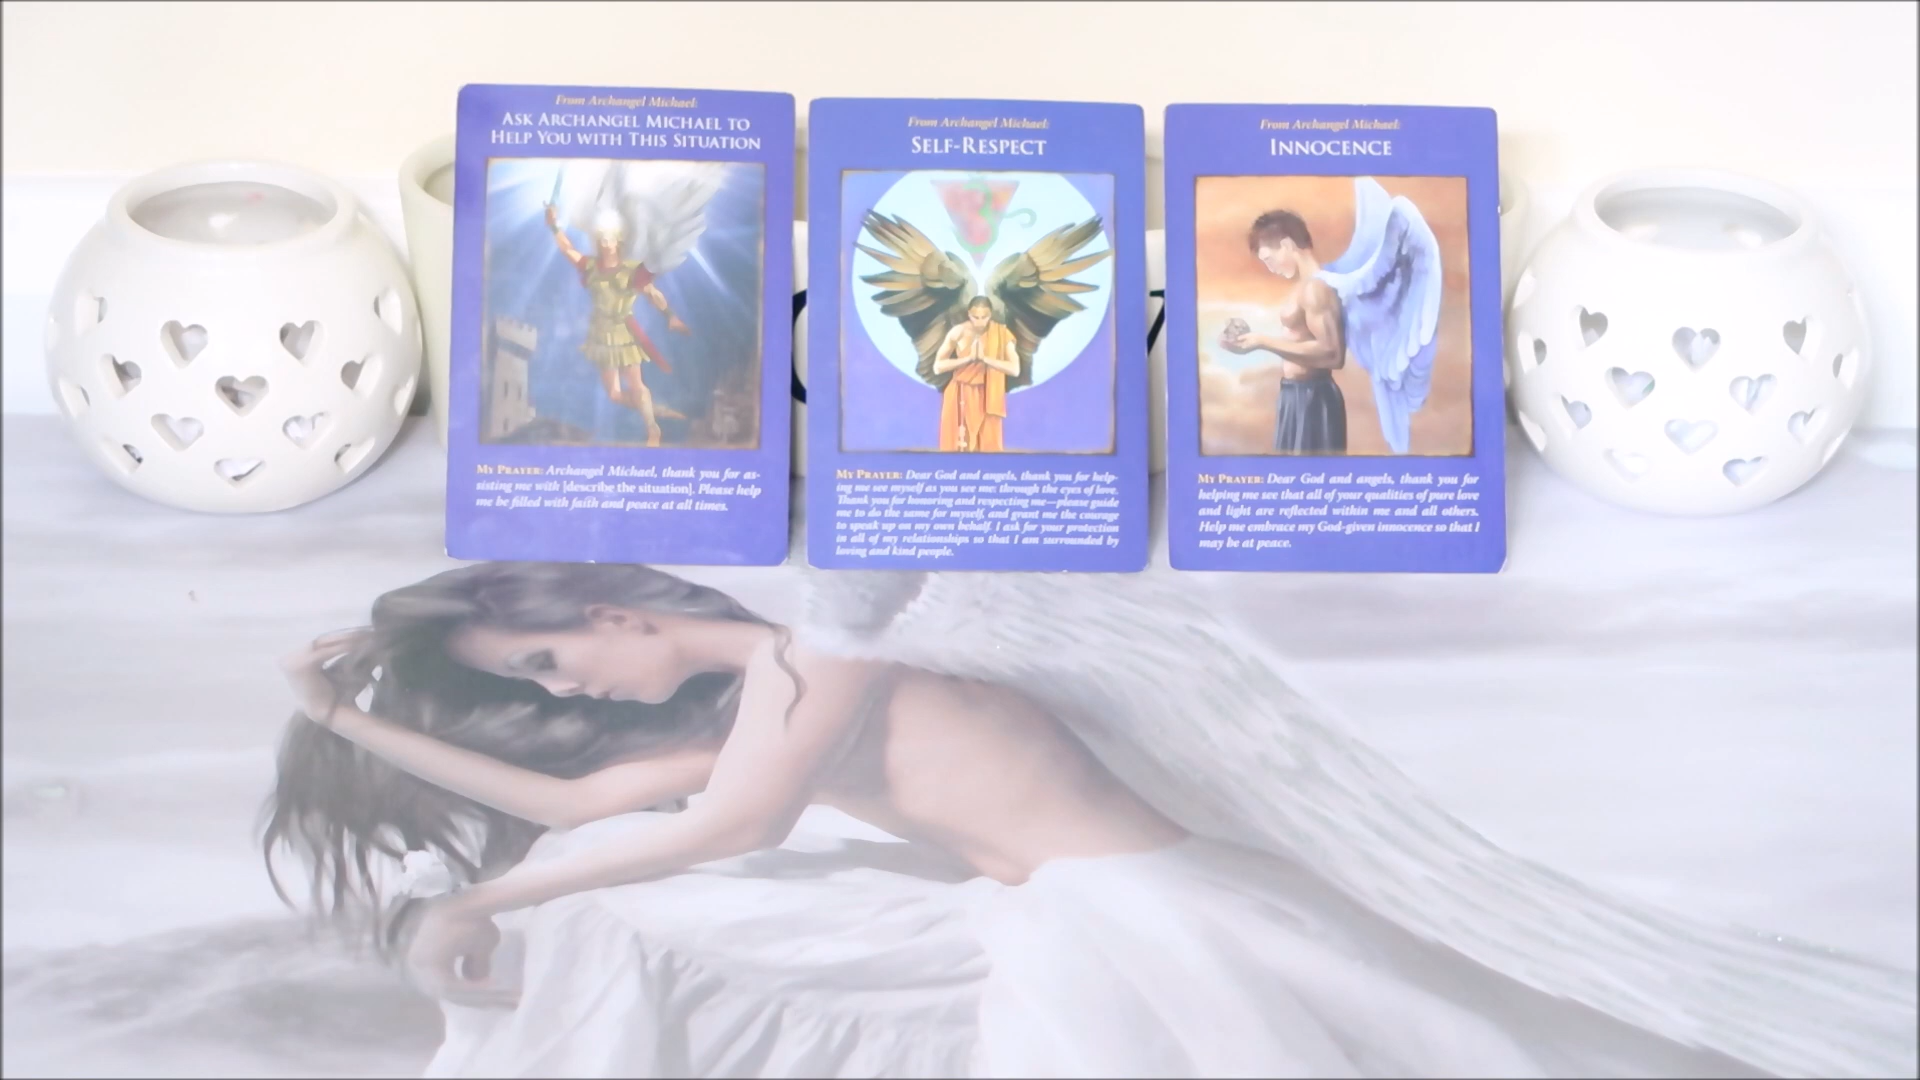 From Archangel Michael:
ASK ARCHANGEL MICHAEL TO
HELP YOU WITH THIS SITUATION
MY PRAYER: Archangel Michael, thank you for as-
sisting me with [describe the situation]. Please help
me be filled with faith and peace at all times.
From Archangel Michael:
SELF-RESPECT
MY PRAYER: Dear God and angels, thank you for help-
ing me see myself as you see me: through the eyes of love.
Thank you for honoring and respecting me—please guide
me to do the same for myself, and grant me the courage
to speak up on my own behalf. I ask for your protection
in all of my relationships so that I am surrounded by
loving and kind people.
From Archangel Michael:
INNOCENCE
MY PRAYER: Dear God and angels, thank you for
helping me see that all of your qualities of pure love
and light are reflected within me and all others.
Help me embrace my God-given innocence so that I
may be at peace.